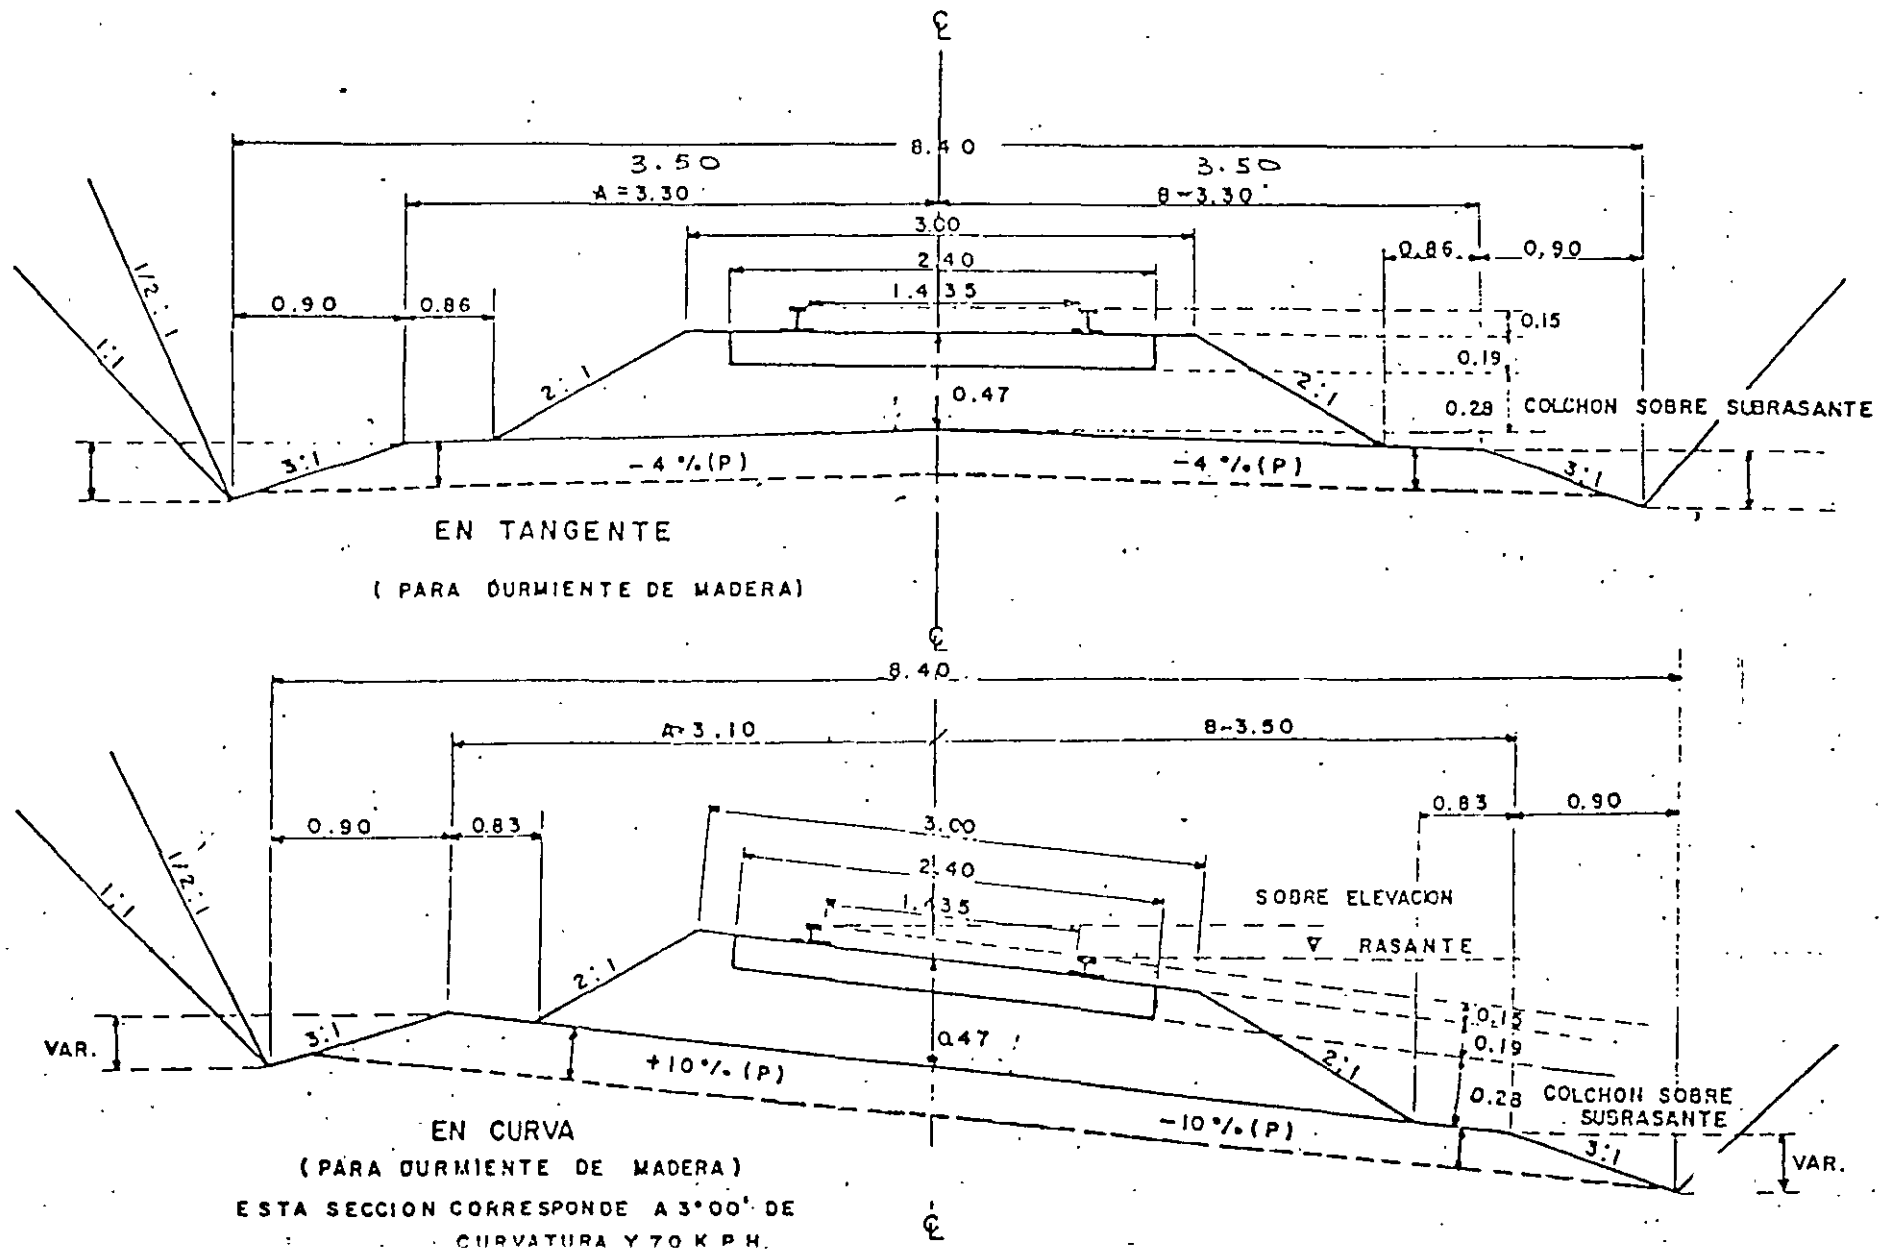 ℄
8.40
3.50 3.50
A=3.30 B-3.30
3.00
0.86 0,90
2.40
1.435
0.90 0.86
0.15
1/2:1
1:1
0.19
2:1 2:1
0.47
0.28 COLCHON SOBRE SUBRASANTE
3:1 -4%(P) -4%(P) 3:1
EN TANGENTE
(PARA DURMIENTE DE MADERA)
℄
8.40
A-3.10 B-3.50
0.83 0.90
0.90 0.83
3.00
2.40
1/2:1
1:1
SOBRE ELEVACION
RASANTE
2:1
0.15
VAR. 3:1
0.47
0.19
+10%(P) 2:1
0.28 COLCHON SOBRE
SUBRASANTE
EN CURVA -10%(P)
3:1 VAR.
(PARA DURMIENTE DE MADERA)
ESTA SECCION CORRESPONDE A 3°00' DE
CURVATURA Y 70 K P H.
℄